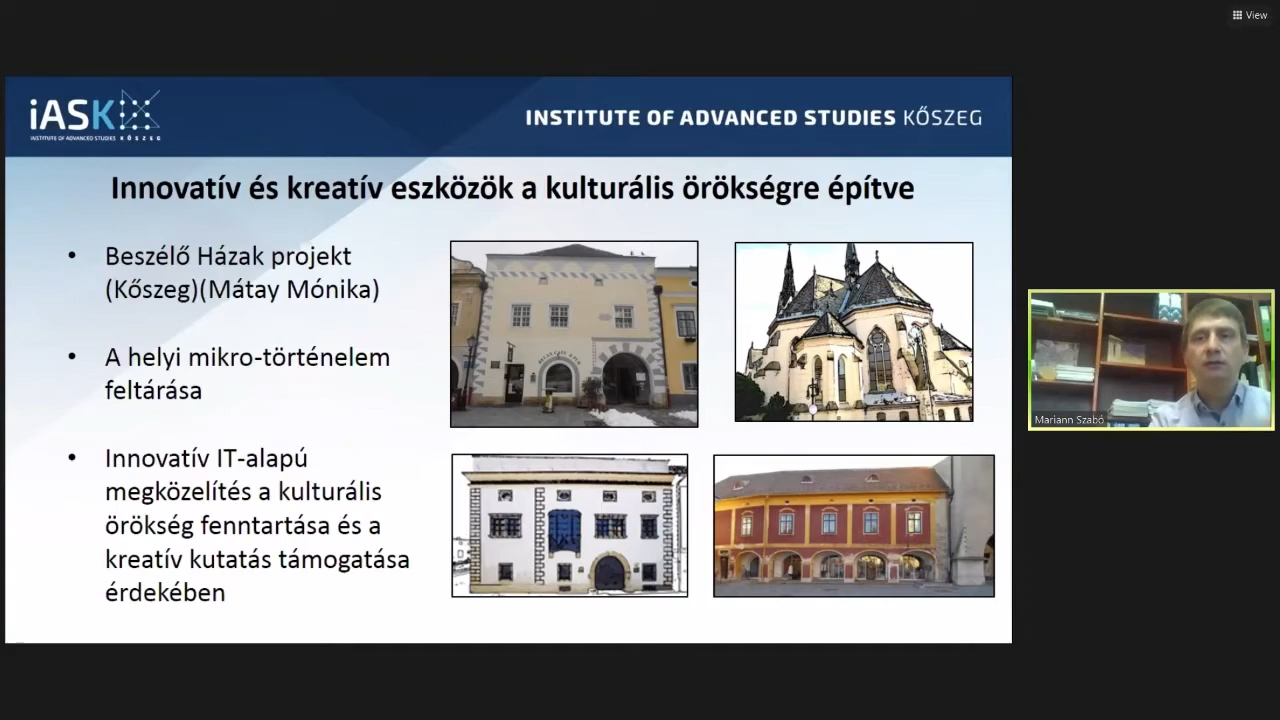 View
iASK
INSTITUTE OF ADVANCED STUDIES KŐSZEG
INSTITUTE OF ADVANCED STUDIES KŐSZEG
Innovatív és kreatív eszközök a kulturális örökségre építve
• Beszélő Házak projekt
(Kőszeg)(Mátay Mónika)
• A helyi mikro-történelem
feltárása
• Innovatív IT-alapú
megközelítés a kulturális
örökség fenntartása és a
kreatív kutatás támogatása
érdekében
Mariann Szabó